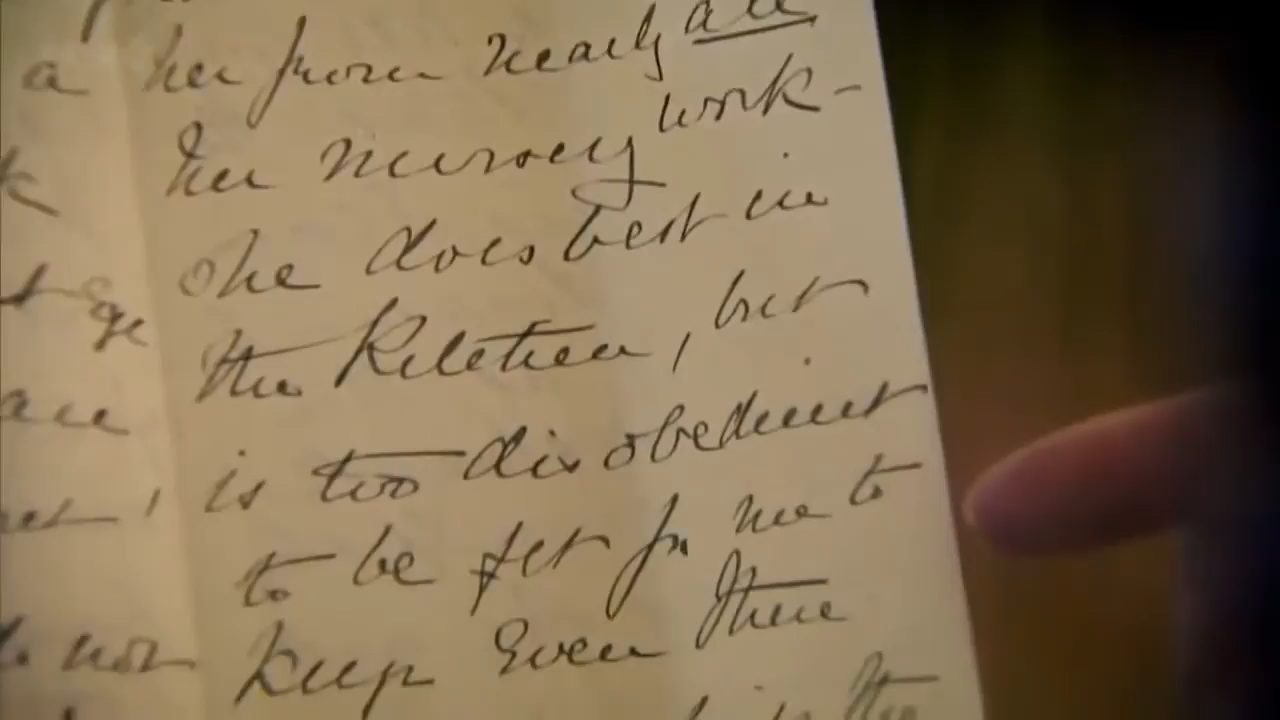 a her from nearly all
her nursery work -
she does best in
the Kitchen, but
is too disobedient
to be fit for me to
not keep Even there